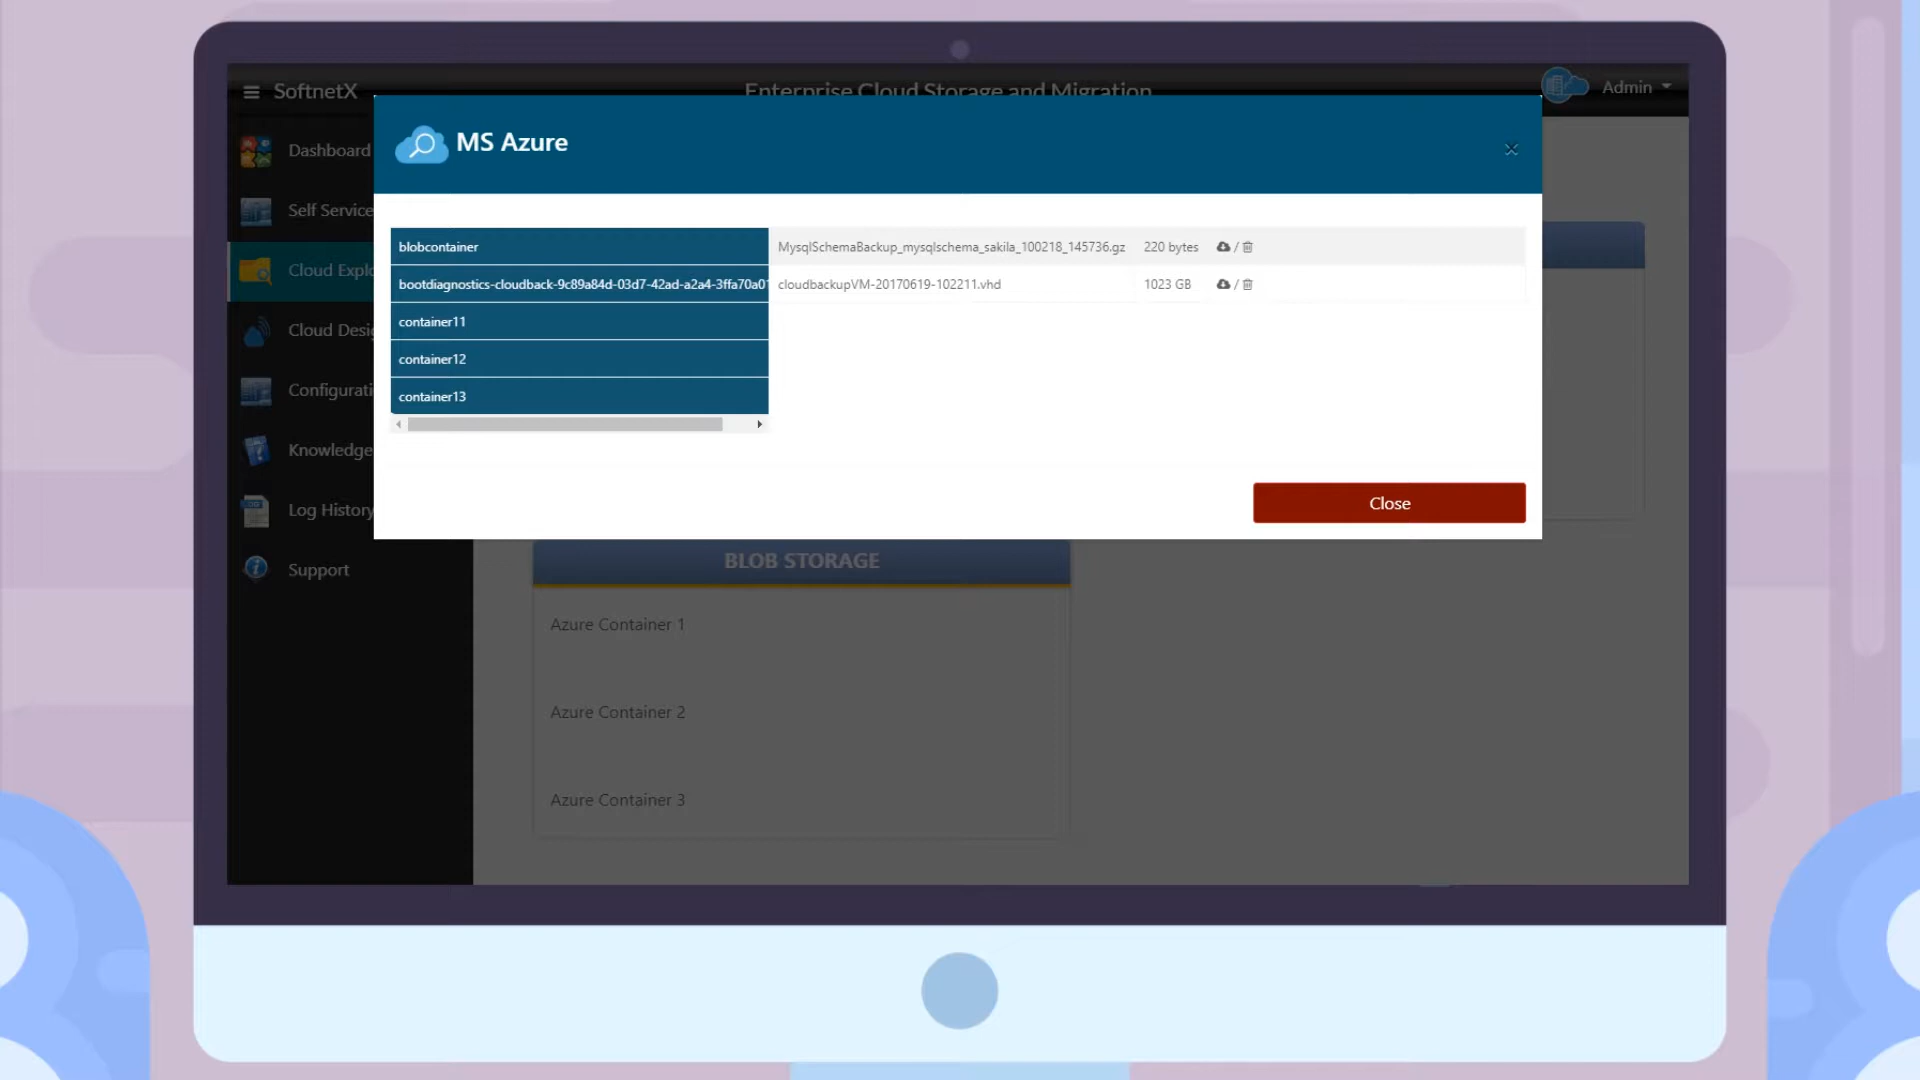 SoftnetX
Enterprise Cloud Storage and Migration
Admin
MS Azure
Dashboard
Self Service
Cloud Explo
Cloud Desig
Configurati
Knowledge
Log History
Support
blobcontainer
MysqlSchemaBackup_mysqlschema_sakila_100218_145736.gz 220 bytes /
bootdiagnostics-cloudback-9c89a84d-03d7-42ad-a2a4-3ffa70a01
cloudbackupVM-20170619-102211.vhd 1023 GB /
container11
container12
container13
Close
BLOB STORAGE
Azure Container 1
Azure Container 2
Azure Container 3